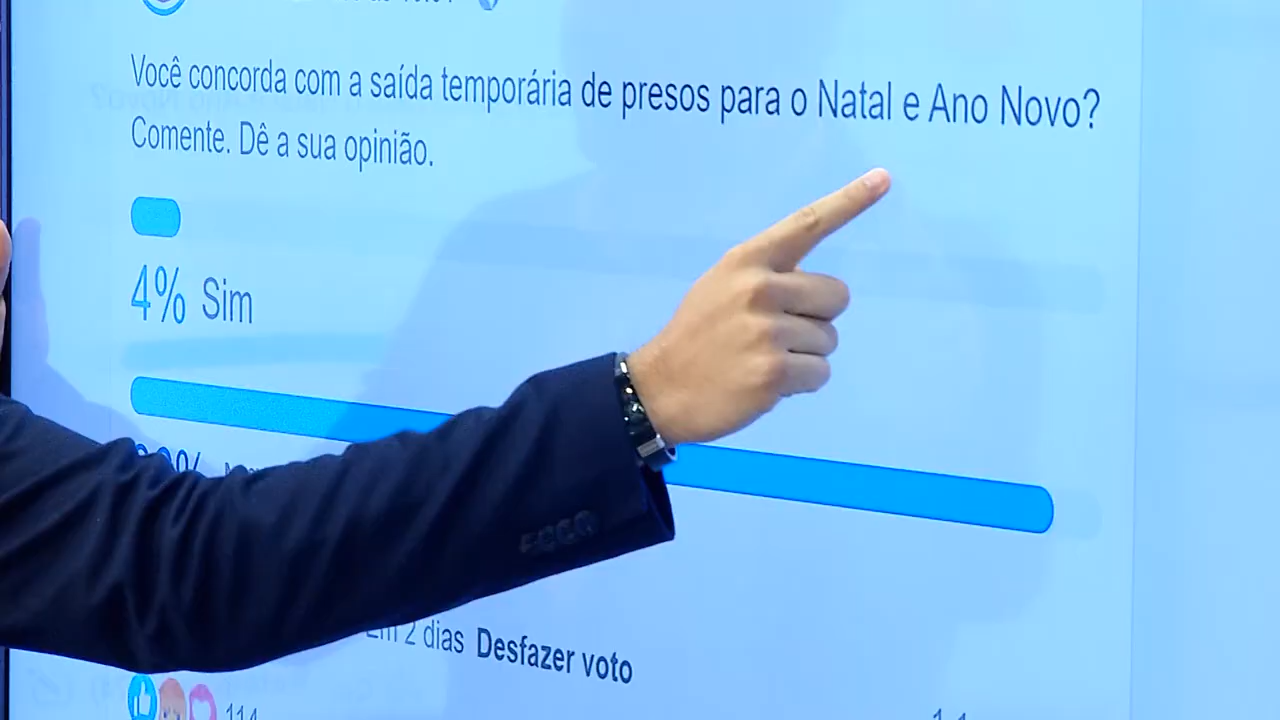 Você concorda com a saída temporária de presos para o Natal e Ano Novo?
Comente. Dê a sua opinião.
4% Sim
Em 2 dias Desfazer voto
114